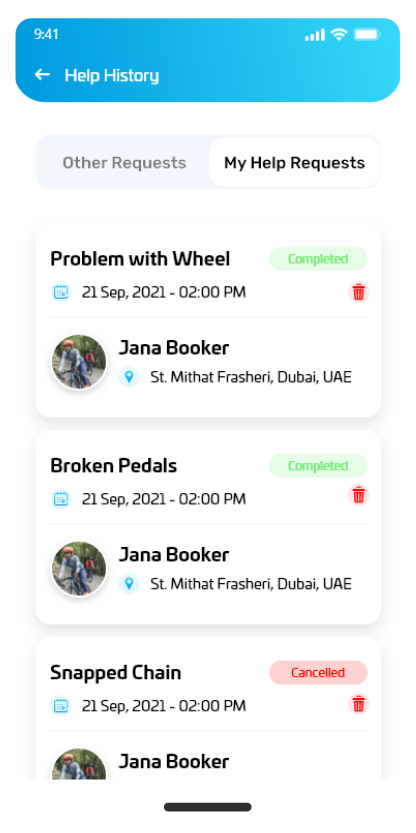 9:41
Help History
Other Requests
My Help Requests
Problem with Wheel
Completed
21 Sep, 2021 - 02:00 PM
Jana Booker
St. Mithat Frasheri, Dubai, UAE
Broken Pedals
Completed
21 Sep, 2021 - 02:00 PM
Jana Booker
St. Mithat Frasheri, Dubai, UAE
Snapped Chain
Cancelled
21 Sep, 2021 - 02:00 PM
Jana Booker